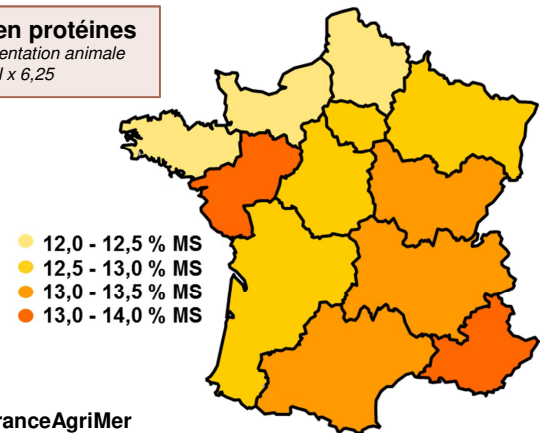 en protéines
entation animale
x 6,25
12,0 - 12,5 % MS
12,5 - 13,0 % MS
13,0 - 13,5 % MS
13,0 - 14,0 % MS
ranceAgriMer